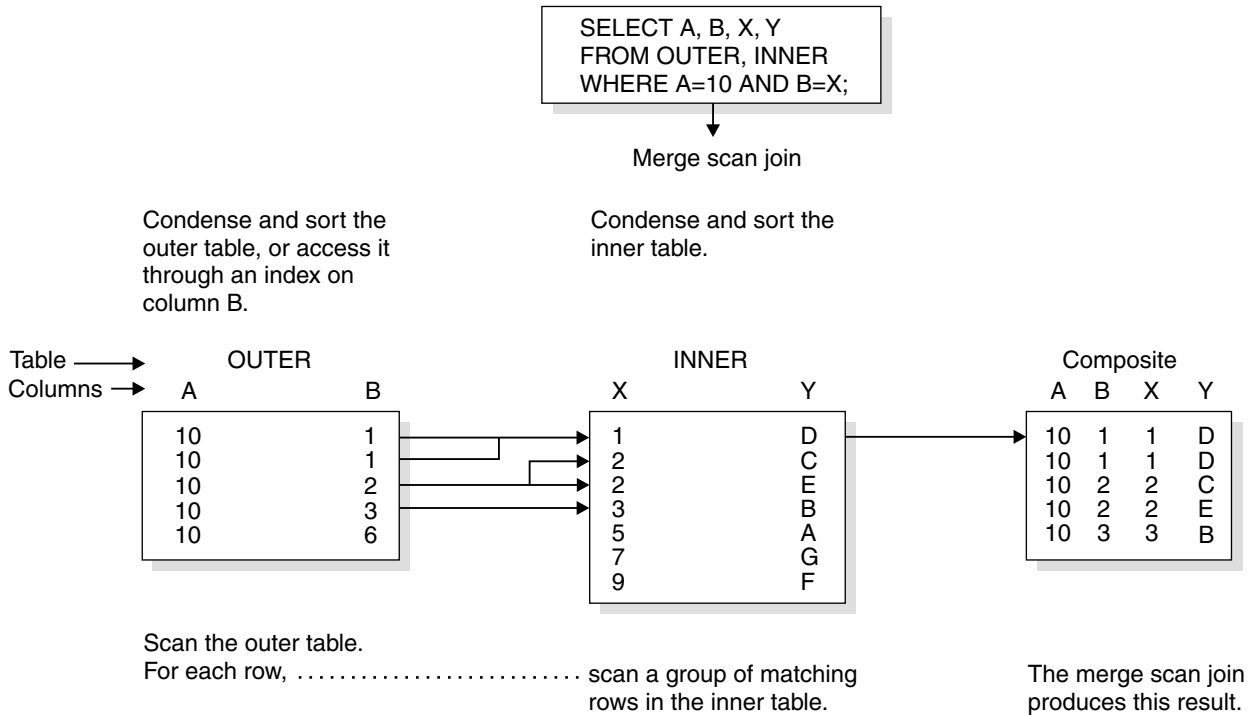 SELECT A, B, X, Y
FROM OUTER, INNER
WHERE A=10 AND B=X;
Merge scan join
Condense and sort the
outer table, or access it
through an index on
column B.
Condense and sort the
inner table.
Table
Columns
OUTER
A B
10 1
10 1
10 2
10 3
10 6
INNER
X Y
1 D
2 C
2 E
3 B
5 A
7 G
9 F
Composite
A B X Y
10 1 1 D
10 1 1 D
10 2 2 C
10 2 2 E
10 3 3 B
Scan the outer table.
For each row, . . . . . . . . . . . . . . . . . . . . . . . . . . . scan a group of matching
rows in the inner table.
The merge scan join
produces this result.